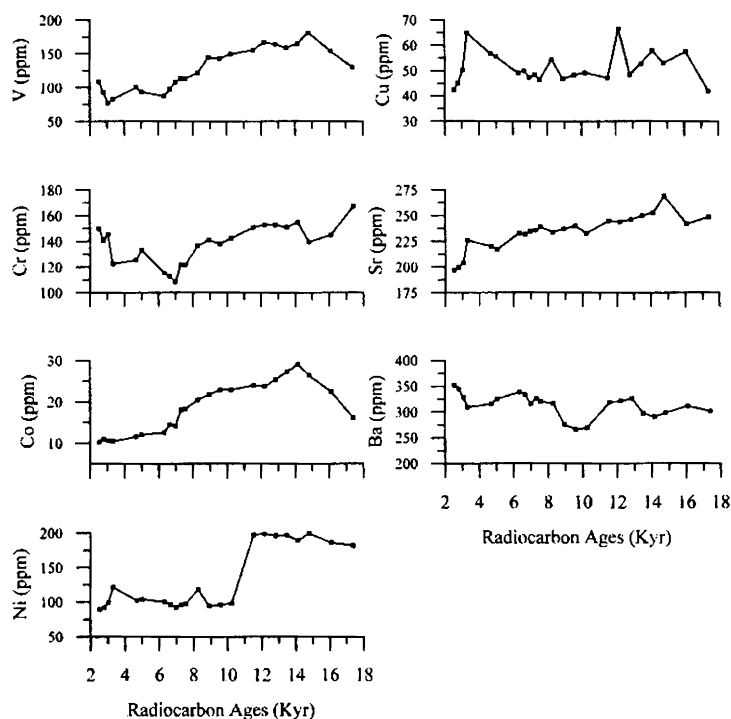 200
150
100
50
V (ppm)
70
60
50
40
30
Cu (ppm)
180
160
140
120
100
Cr (ppm)
275
250
225
200
175
Sr (ppm)
30
20
10
Co (ppm)
400
350
300
250
200
Ba (ppm)
2 4 6 8 10 12 14 16 18
Radiocarbon Ages (Kyr)
200
150
100
50
Ni (ppm)
2 4 6 8 10 12 14 16 18
Radiocarbon Ages (Kyr)